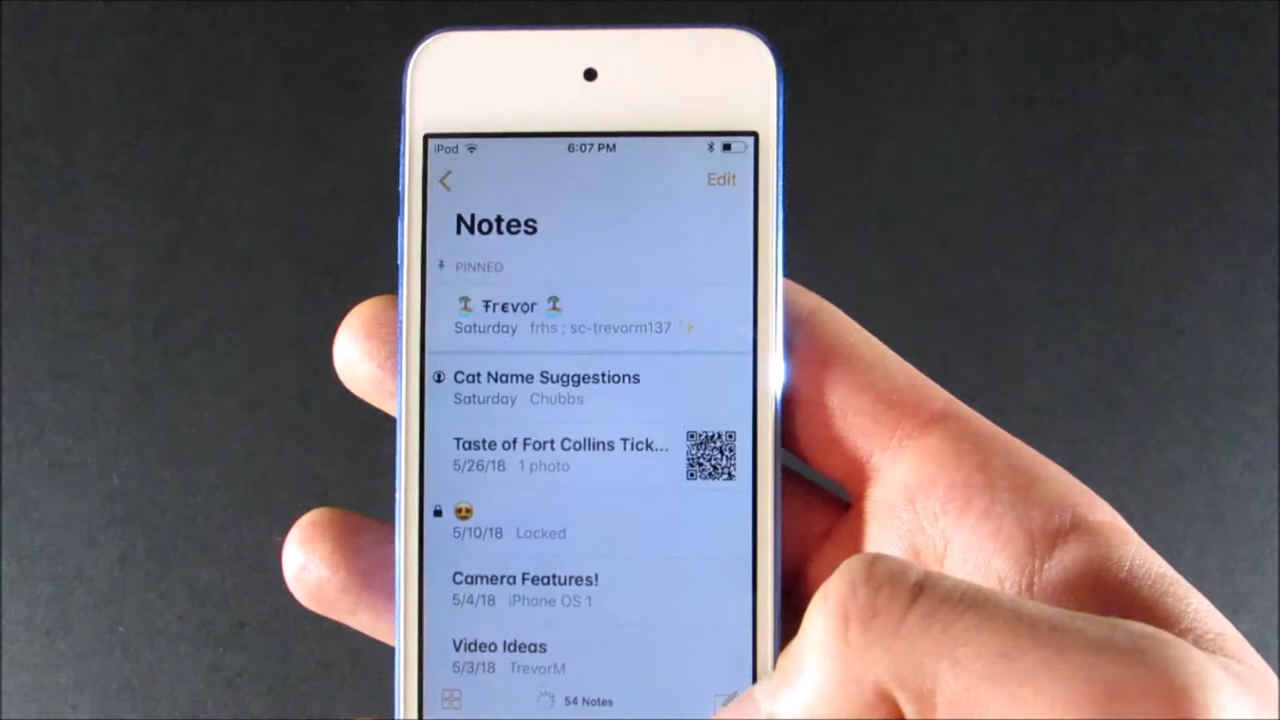 iPod 6:07 PM
Edit
Notes
PINNED
🏝 Ŧrєvọr 🏝
Saturday frhs ; sc-trevorm137 ✨
Cat Name Suggestions
Saturday Chubbs
Taste of Fort Collins Tick...
5/26/18 1 photo
😍
5/10/18 Locked
Camera Features!
5/4/18 iPhone OS 1
Video Ideas
5/3/18 TrevorM
54 Notes